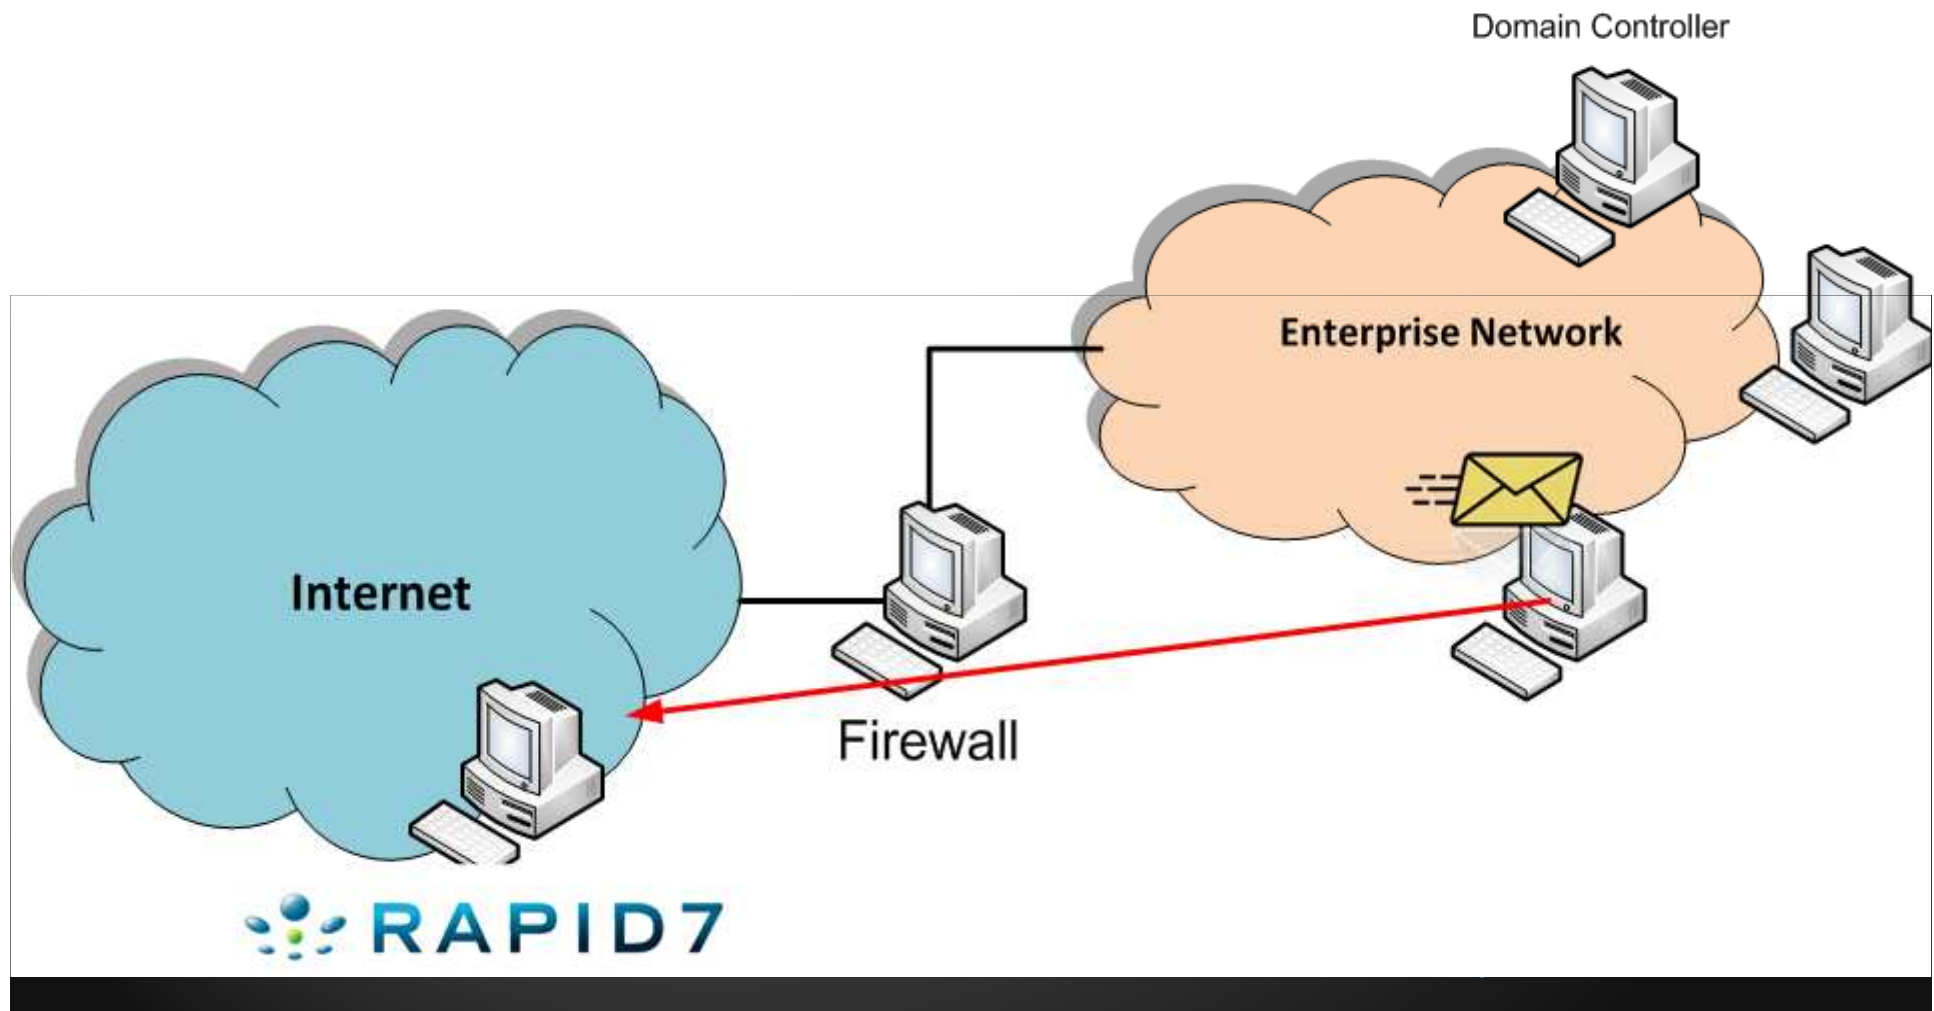 Domain Controller
Enterprise Network
Internet
Firewall
RAPID7